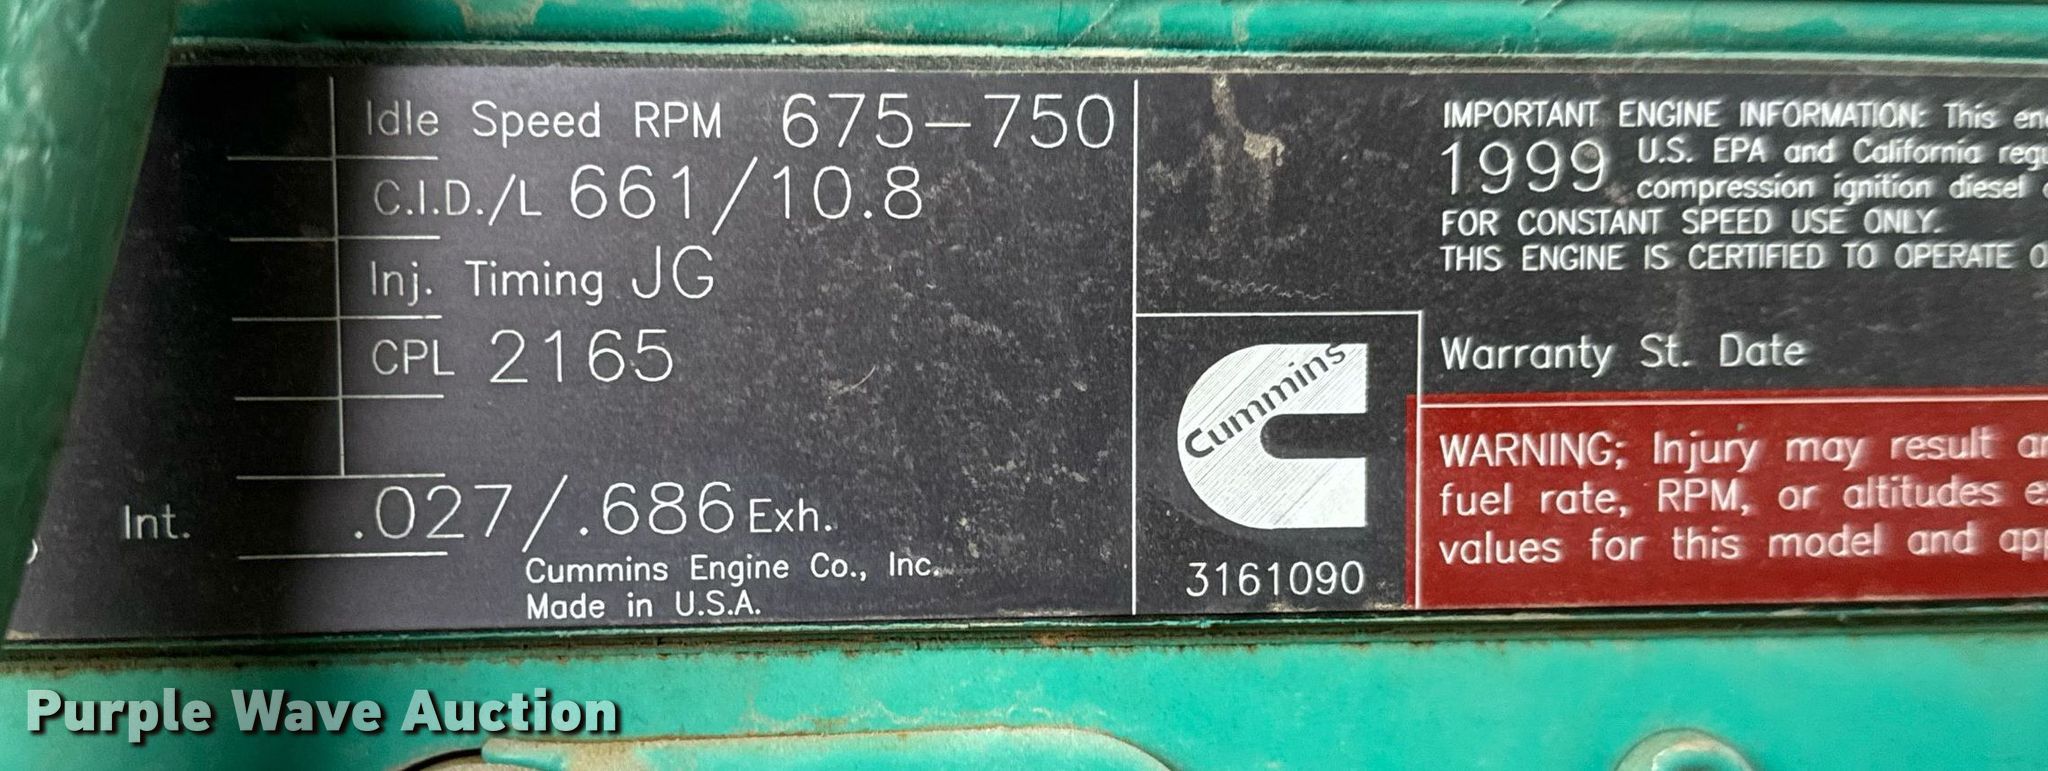 Idle Speed RPM 675-750
C.I.D./L 661/10.8
Inj. Timing JG
CPL 2165
Int. .027/.686 Exh.
Cummins Engine Co., Inc.
Made in U.S.A.
Cummins
3161090
IMPORTANT ENGINE INFORMATION: This
1999 U.S. EPA and California
compression ignition diesel
FOR CONSTANT SPEED USE ONLY.
THIS ENGINE IS CERTIFIED TO OPERATE
Warranty St. Date
WARNING; Injury may result
fuel rate, RPM, or altitudes
values for this model and
Purple Wave Auction